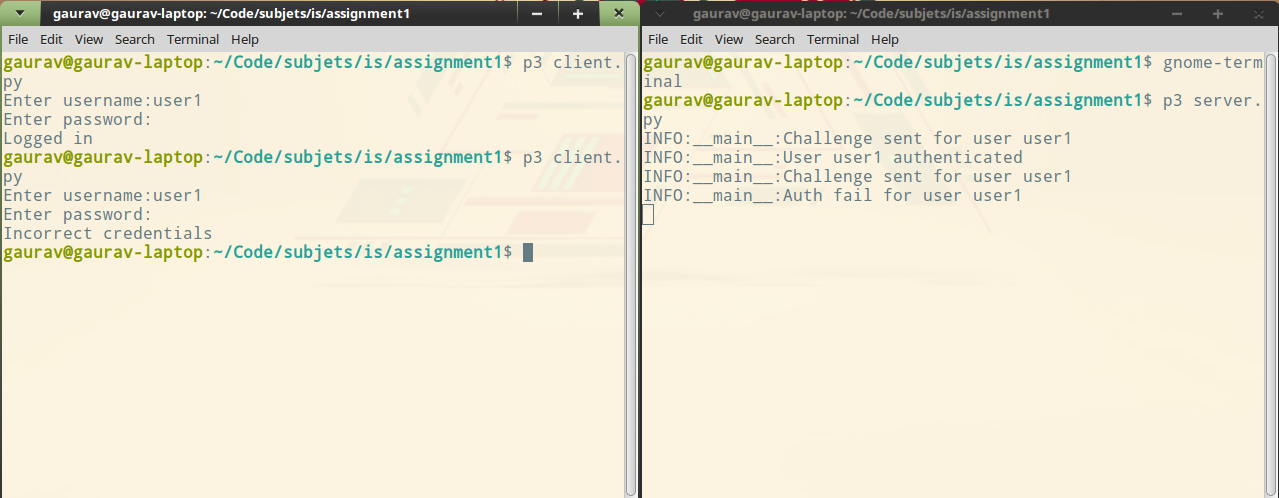 gaurav@gaurav-laptop: ~/Code/subjets/is/assignment1
File Edit View Search Terminal Help
gaurav@gaurav-laptop:~/Code/subjets/is/assignment1$ p3 client.
py
Enter username:user1
Enter password:
Logged in
gaurav@gaurav-laptop:~/Code/subjets/is/assignment1$ p3 client.
py
Enter username:user1
Enter password:
Incorrect credentials
gaurav@gaurav-laptop:~/Code/subjets/is/assignment1$
gaurav@gaurav-laptop: ~/Code/subjets/is/assignment1
File Edit View Search Terminal Help
gaurav@gaurav-laptop:~/Code/subjets/is/assignment1$ gnome-term
inal
gaurav@gaurav-laptop:~/Code/subjets/is/assignment1$ p3 server.
py
INFO:__main__:Challenge sent for user user1
INFO:__main__:User user1 authenticated
INFO:__main__:Challenge sent for user user1
INFO:__main__:Auth fail for user user1